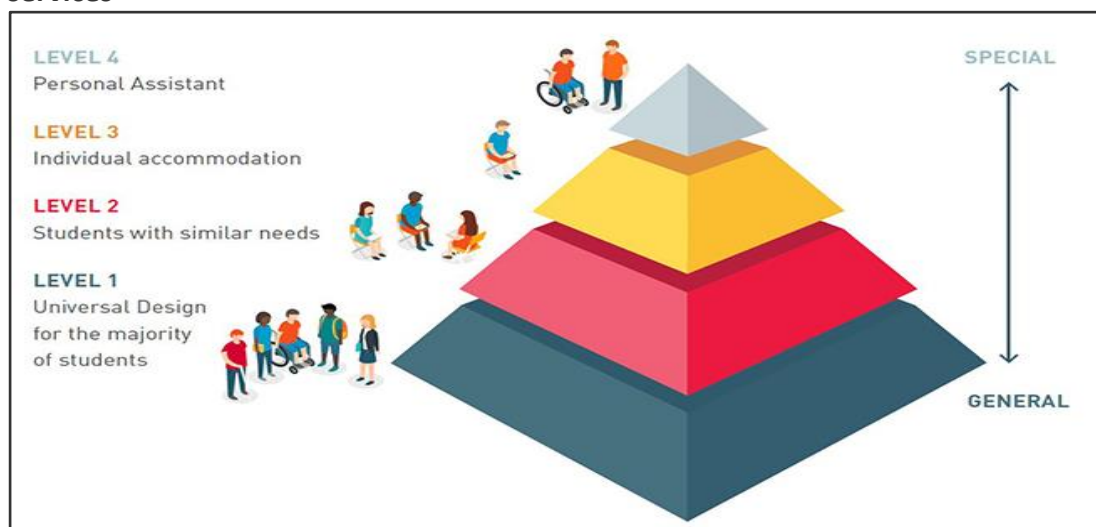 services
LEVEL 4
Personal Assistant
LEVEL 3
Individual accommodation
LEVEL 2
Students with similar needs
LEVEL 1
Universal Design
for the majority
of students
SPECIAL
GENERAL